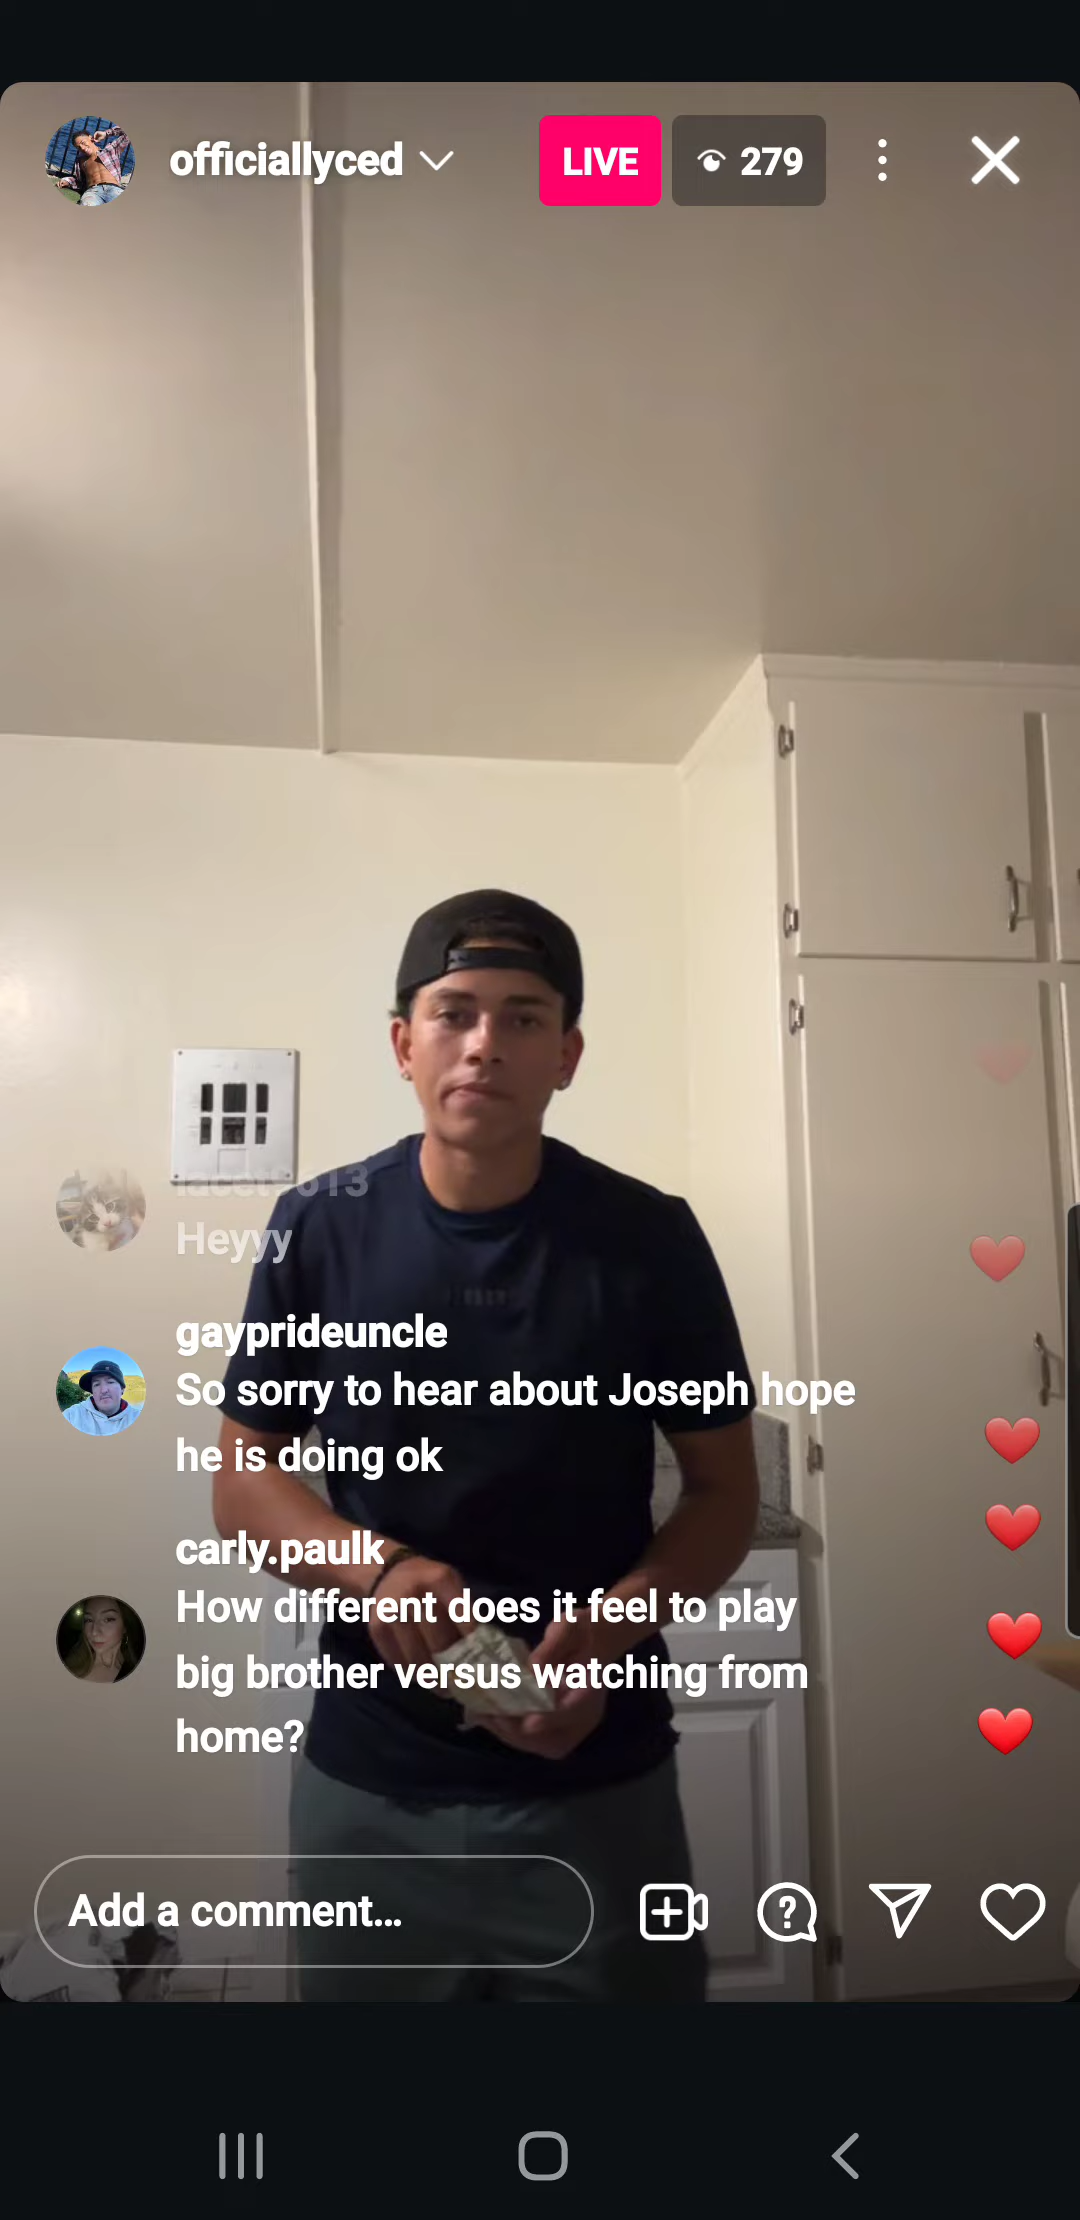 officiallyced
LIVE
279
Heyyy
gayprideuncle
So sorry to hear about Joseph hope
he is doing ok
carly.paulk
How different does it feel to play
big brother versus watching from
home?
Add a comment...